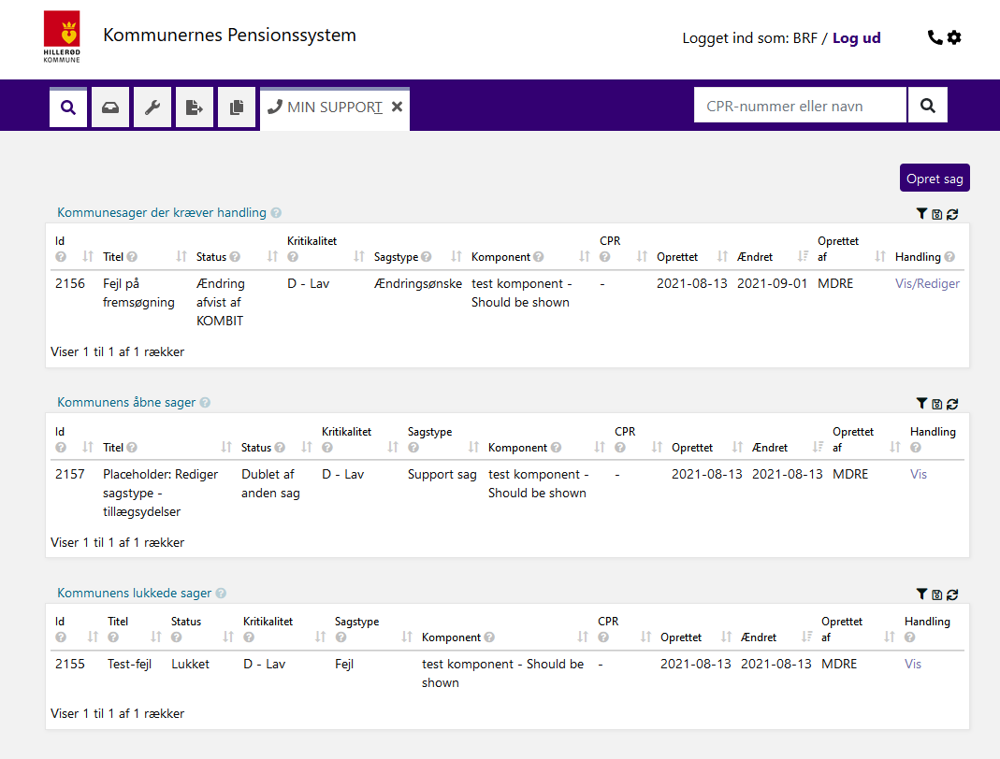 HILLERØD
KOMMUNE
Kommunernes Pensionssystem
Logget ind som: BRF / Log ud
MIN SUPPORT
CPR-nummer eller navn
Opret sag
Kommunesager der kræver handling
Id Titel Status Kritikalitet Sagstype Komponent CPR Oprettet Ændret Oprettet af Handling
2156 Fejl på fremsøgning Ændring afvist af KOMBIT D - Lav Ændringsønske test komponent - Should be shown - 2021-08-13 2021-09-01 MDRE Vis/Rediger
Viser 1 til 1 af 1 rækker
Kommunens åbne sager
Id Titel Status Kritikalitet Sagstype Komponent CPR Oprettet Ændret Oprettet af Handling
2157 Placeholder: Rediger sagstype - tillægsydelser Dublet af anden sag D - Lav Support sag test komponent - Should be shown - 2021-08-13 2021-08-13 MDRE Vis
Viser 1 til 1 af 1 rækker
Kommunens lukkede sager
Id Titel Status Kritikalitet Sagstype Komponent CPR Oprettet Ændret Oprettet af Handling
2155 Test-fejl Lukket D - Lav Fejl test komponent - Should be shown - 2021-08-13 2021-08-13 MDRE Vis
Viser 1 til 1 af 1 rækker